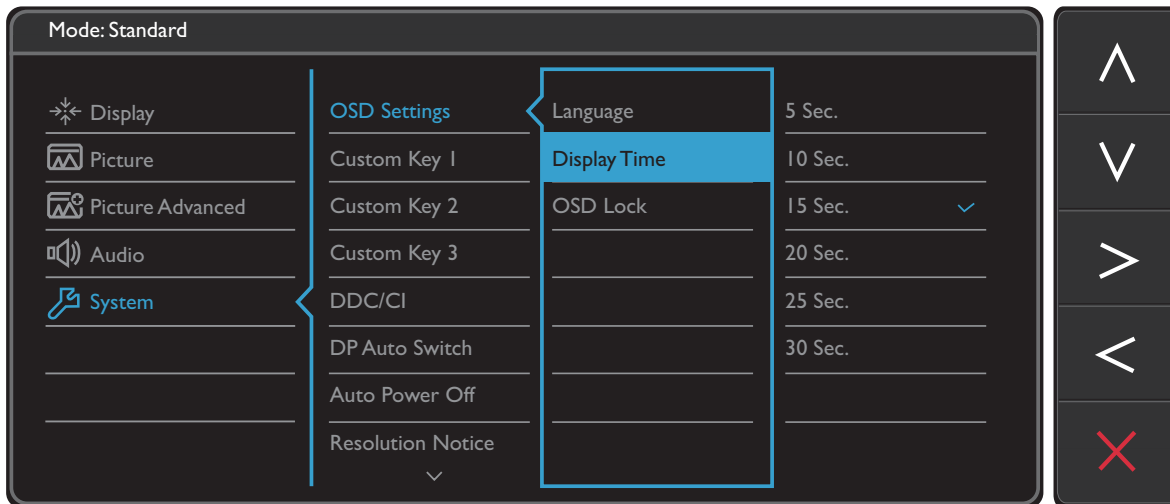 Mode: Standard
Display
Picture
Picture Advanced
Audio
System
OSD Settings
Custom Key 1
Custom Key 2
Custom Key 3
DDC/CI
DP Auto Switch
Auto Power Off
Resolution Notice
Language
Display Time
OSD Lock
5 Sec.
10 Sec.
15 Sec.
20 Sec.
25 Sec.
30 Sec.